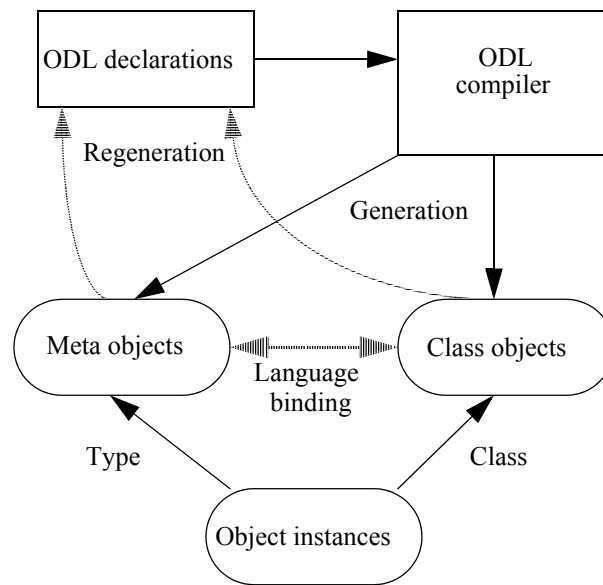 ODL declarations
ODL
compiler
Regeneration
Generation
Meta objects
Class objects
Language
binding
Type
Class
Object instances